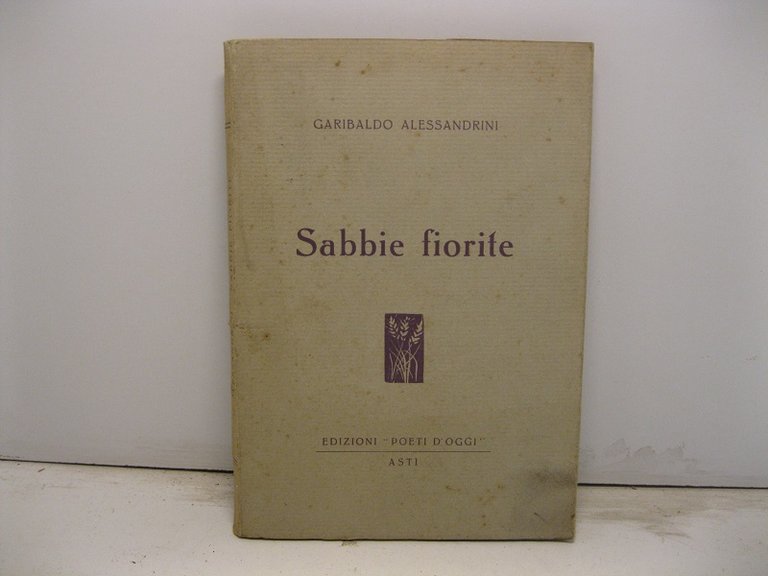 GARIBALDO ALESSANDRINI
Sabbie fiorite
EDIZIONI "POETI D'OGGI"
ASTI